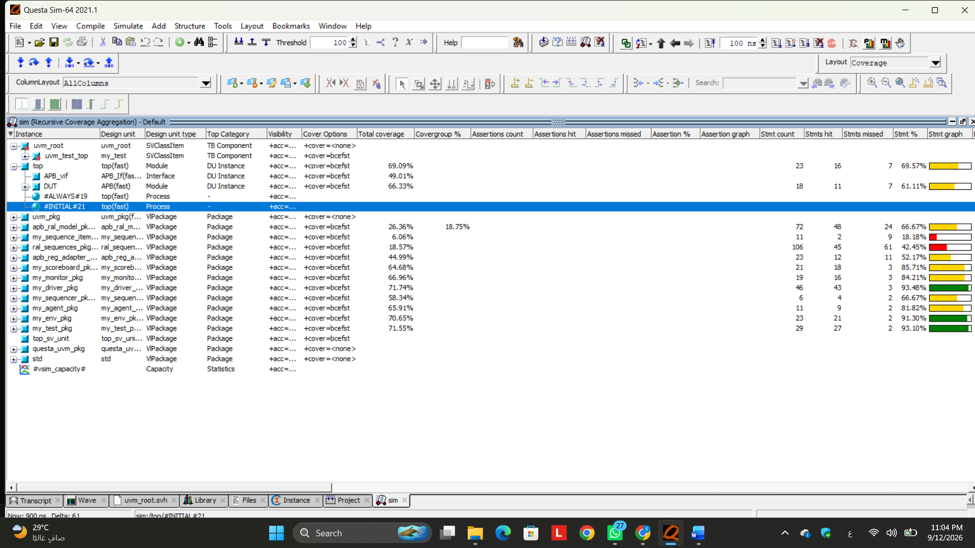 Questa Sim-64 2021.1
File Edit View Compile Simulate Add Structure Tools Layout Bookmarks Window Help
Threshold 100 Help 100 ns
Layout Coverage
ColumnLayout AllColumns Search:
sim (Recursive Coverage Aggregation) - Default
Instance Design unit Design unit type Top Category Visibility Cover Options Total coverage Covergroup % Assertions count Assertions hit Assertions missed Assertion % Assertion graph Stmt count Stmts hit Stmts missed Stmt % Stmt graph
uvm_root uvm_root SVClassItem TB Component +acc=... +cover=<none>
uvm_test_top my_test SVClassItem TB Component +acc=... +cover=bcefst
top top(fast) Module DU Instance +acc=... +cover=bcefst 69.09% 23 16 7 69.57%
APB_vif APB_If(fas... Interface DU Instance +acc=... +cover=bcefst 49.01%
DUT APB(fast) Module DU Instance +acc=... +cover=bcefst 66.33% 18 11 7 61.11%
#ALWAYS#19 top(fast) Process - +acc=...
#INITIAL#21 top(fast) Process - +acc=...
uvm_pkg uvm_pkg(f... VlPackage Package +acc=... +cover=<none>
apb_ral_model_pk... apb_ral_m... VlPackage Package +acc=... +cover=bcefst 26.36% 18.75% 72 48 24 66.67%
my_sequence_item... my_sequen... VlPackage Package +acc=... +cover=bcefst 6.06% 11 2 9 18.18%
ral_sequences_pkg... ral_sequen... VlPackage Package +acc=... +cover=bcefst 18.57% 106 45 61 42.45%
apb_reg_adapter_... apb_reg_a... VlPackage Package +acc=... +cover=bcefst 44.99% 23 12 11 52.17%
my_scoreboard_pk... my_scoreb... VlPackage Package +acc=... +cover=bcefst 64.68% 21 18 3 85.71%
my_monitor_pkg my_monito... VlPackage Package +acc=... +cover=bcefst 66.96% 19 16 3 84.21%
my_driver_pkg my_driver_... VlPackage Package +acc=... +cover=bcefst 71.74% 46 43 3 93.48%
my_sequencer_pk... my_sequen... VlPackage Package +acc=... +cover=bcefst 58.34% 6 4 2 66.67%
my_agent_pkg my_agent_... VlPackage Package +acc=... +cover=bcefst 65.91% 11 9 2 81.82%
my_env_pkg my_env_pk... VlPackage Package +acc=... +cover=bcefst 70.65% 23 21 2 91.30%
my_test_pkg my_test_p... VlPackage Package +acc=... +cover=bcefst 71.55% 29 27 2 93.10%
top_sv_unit top_sv_uni... VlPackage Package +acc=... +cover=bcefst
questa_uvm_pkg questa_uv... VlPackage Package +acc=... +cover=<none>
std std VlPackage Package +acc=... +cover=<none>
#vsim_capacity# Capacity Statistics +acc=...
Transcript Wave uvm_root.svh Library Files Instance Project sim
Now: 900 ns Delta: 61 sim:/top/#INITIAL#21
29°C
صافي غالبًا
Search
27
ع
11:04 PM
9/12/2026